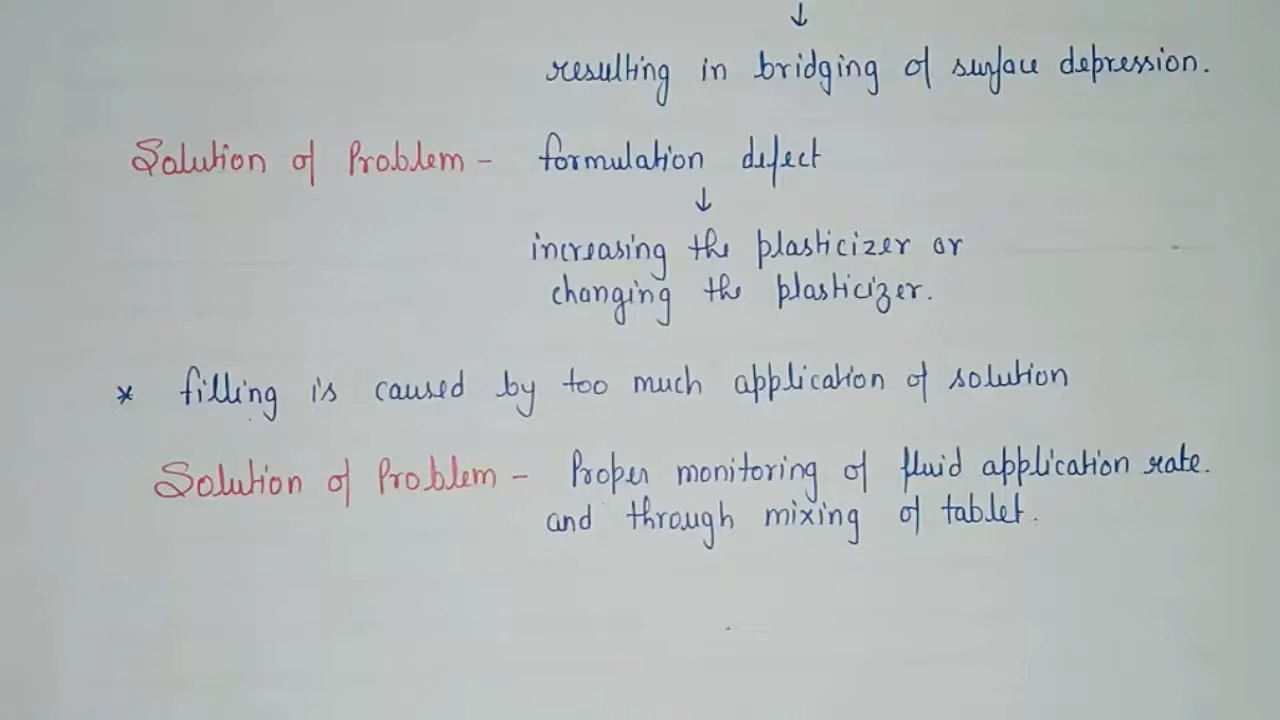 ↓
resulting in bridging of surface depression.
Solution of Problem - formulation defect
↓
increasing the plasticizer or
changing the plasticizer.
* filling is caused by too much application of solution
Solution of Problem - Proper monitoring of fluid application rate.
and through mixing of tablet.